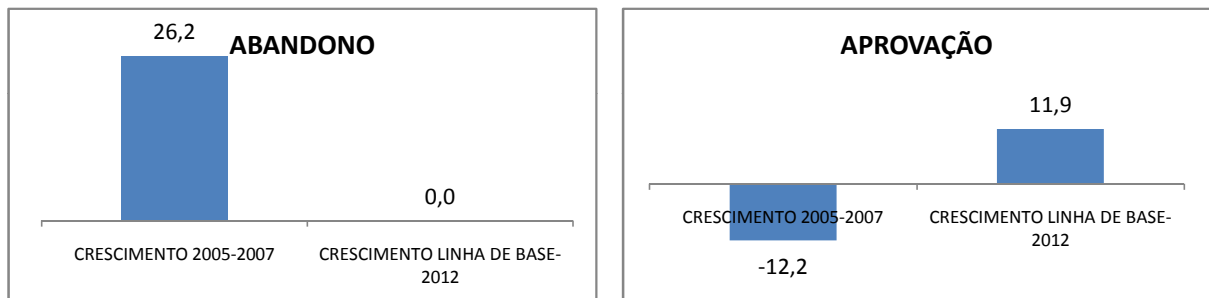 26,2
ABANDONO
0,0
CRESCIMENTO 2005-2007
CRESCIMENTO LINHA DE BASE-
2012
APROVAÇÃO
11,9
CRESCIMENTO 2005-2007
CRESCIMENTO LINHA DE BASE-
2012
-12,2